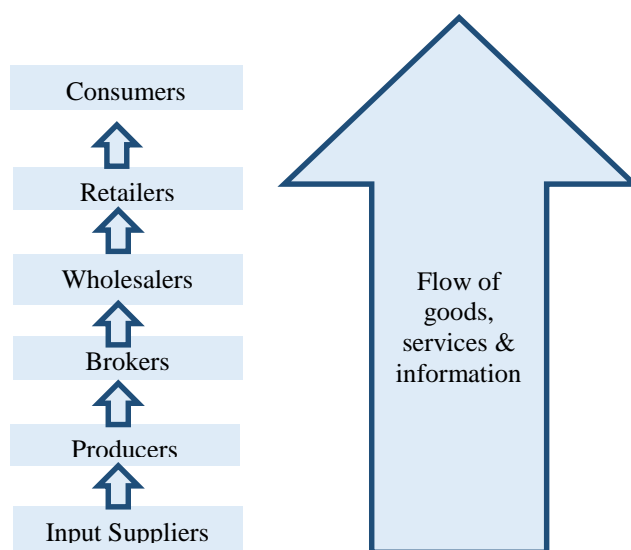 Consumers
Retailers
Wholesalers
Brokers
Producers
Input Suppliers
Flow of
goods,
services &
information